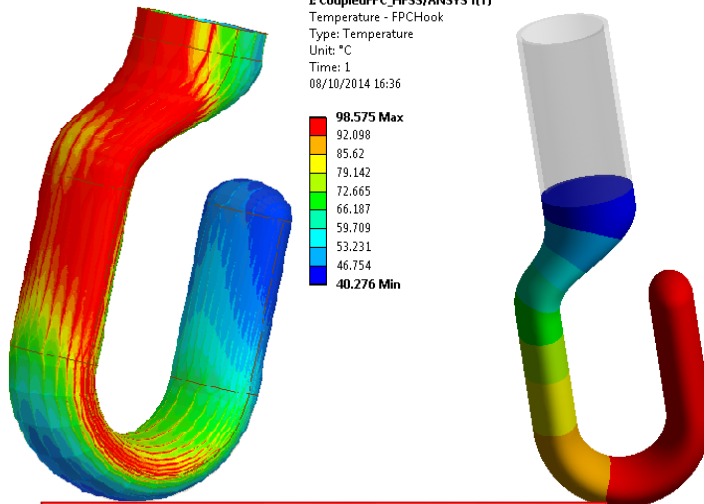 Temperature - FPCHook
Type: Temperature
Unit: °C
Time: 1
08/10/2014 16:36
98.575 Max
92.098
85.62
79.142
72.665
66.187
59.709
53.231
46.754
40.276 Min